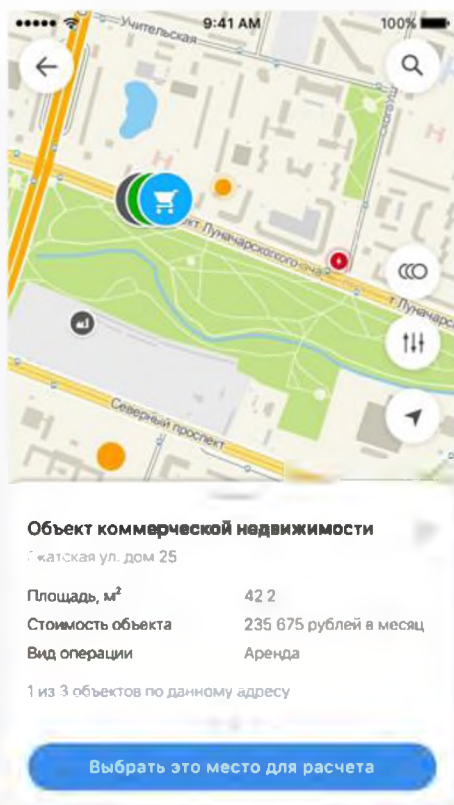 9:41 AM
100%
Учительская
Луначарского
Северный проспект
Объект коммерческой недвижимости
ул. дом 25
Площадь, м²
42 2
Стоимость объекта
235 675 рублей в месяц
Вид операции
Аренда
1 из 3 объектов по данному адресу
Выбрать это место для расчета